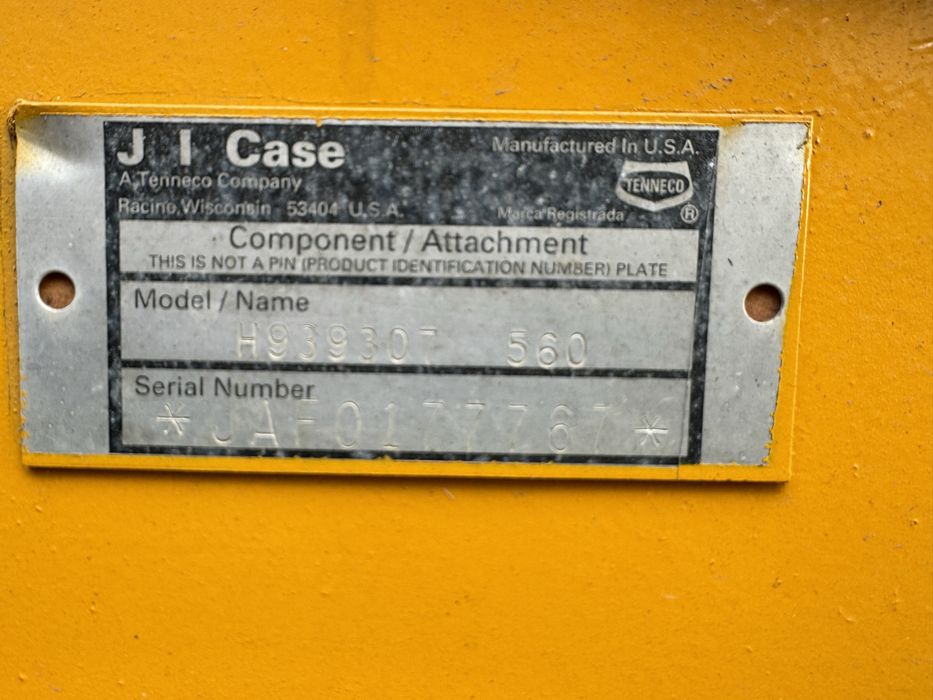 J I Case
A Tenneco Company
Racine, Wisconsin 53404 U.S.A.
Manufactured In U.S.A.
TENNECO
Marca Registrada ®
Component / Attachment
THIS IS NOT A PIN (PRODUCT IDENTIFICATION NUMBER) PLATE
Model / Name
H939307 560
Serial Number
*JAF0177767*